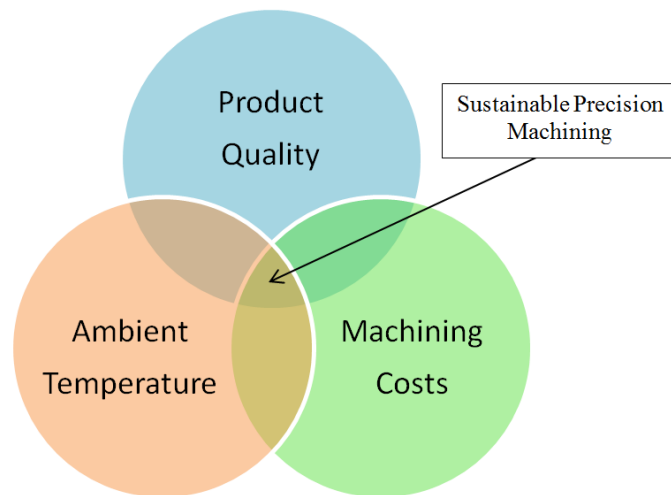 Product
Quality
Sustainable Precision
Machining
Ambient
Temperature
Machining
Costs